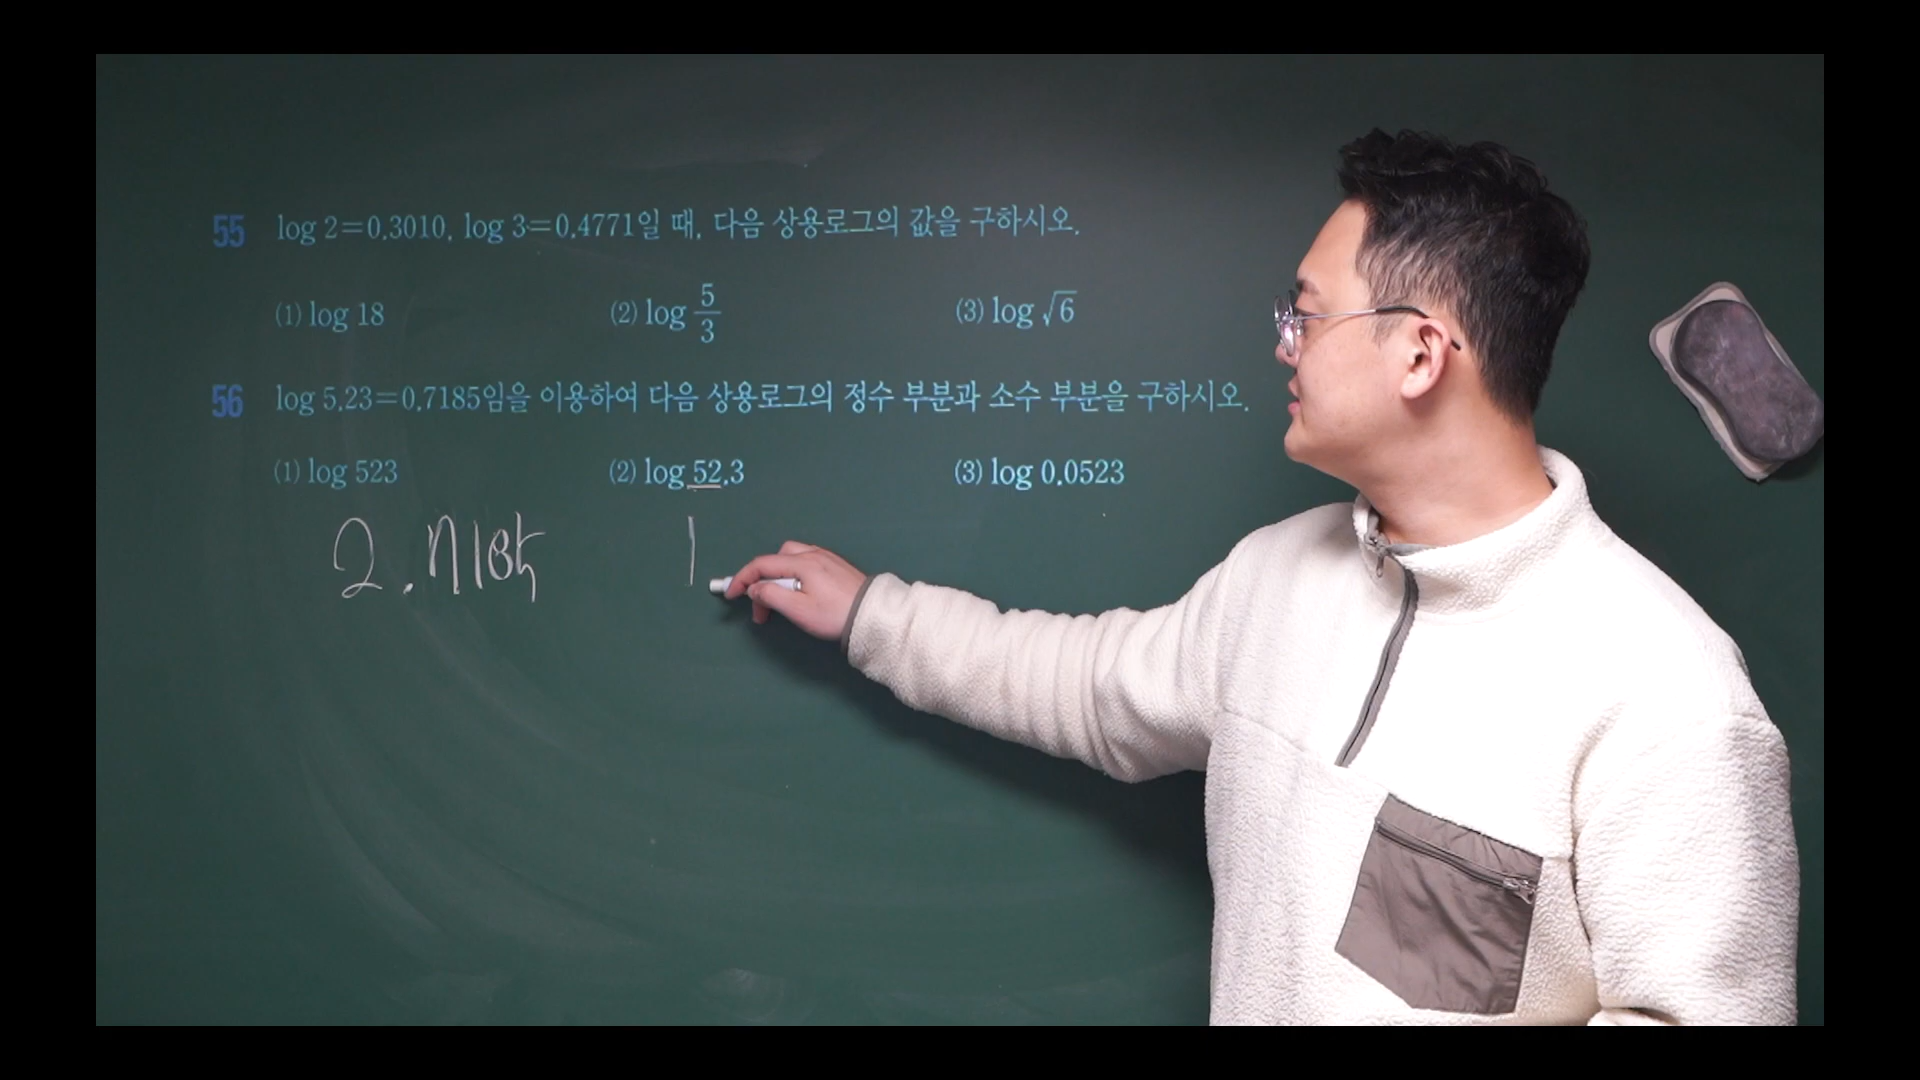 55 log 2=0.3010, log 3=0.4771일 때, 다음 상용로그의 값을 구하시오.
(1) log 18 (2) log 5/3 (3) log √6
56 log 5.23=0.7185임을 이용하여 다음 상용로그의 정수 부분과 소수 부분을 구하시오.
(1) log 523 (2) log 52.3 (3) log 0.0523
2.7185 1